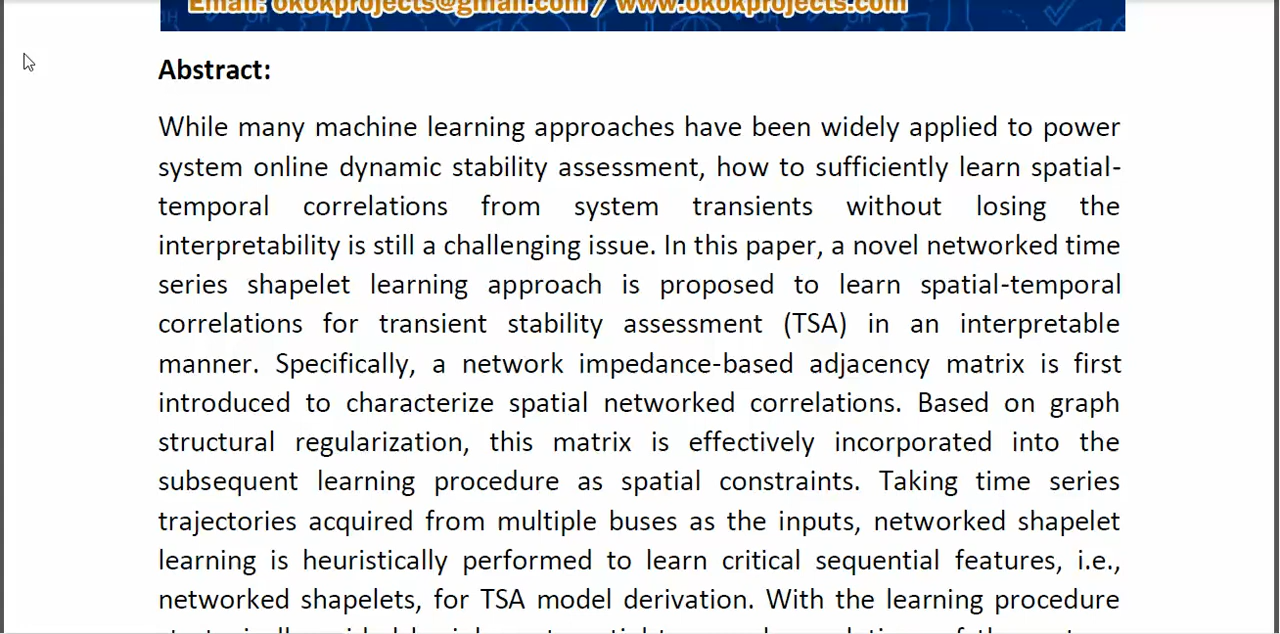 Email: okokprojects@gmail.com / www.okokprojects.com
Abstract:
While many machine learning approaches have been widely applied to power
system online dynamic stability assessment, how to sufficiently learn spatial-
temporal correlations from system transients without losing the
interpretability is still a challenging issue. In this paper, a novel networked time
series shapelet learning approach is proposed to learn spatial-temporal
correlations for transient stability assessment (TSA) in an interpretable
manner. Specifically, a network impedance-based adjacency matrix is first
introduced to characterize spatial networked correlations. Based on graph
structural regularization, this matrix is effectively incorporated into the
subsequent learning procedure as spatial constraints. Taking time series
trajectories acquired from multiple buses as the inputs, networked shapelet
learning is heuristically performed to learn critical sequential features, i.e.,
networked shapelets, for TSA model derivation. With the learning procedure